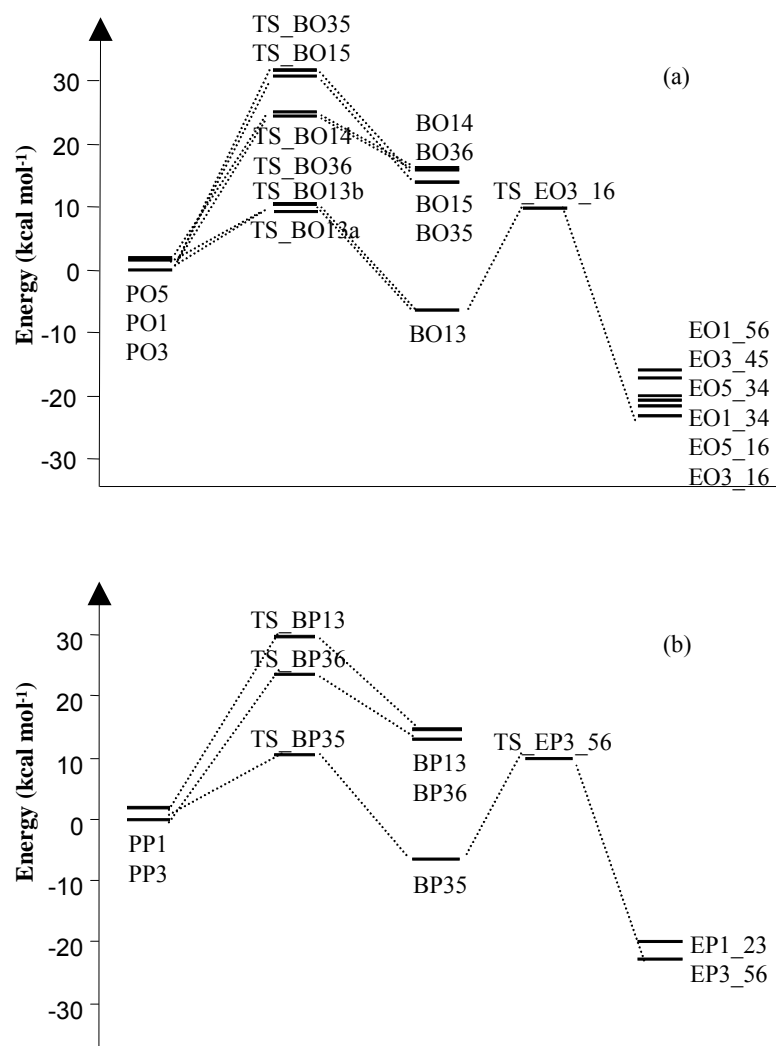 TS_BO35
TS_BO15
(a)
30
TS_BO14
BO14
20
TS_BO36
BO36
TS_BO13b
BO15
TS_EO3_16
10
TS_BO13a
BO35
0
PO5
PO1
PO3
BO13
-10
EO1_56
EO3_45
-20
EO5_34
EO1_34
EO5_16
-30
EO3_16
Energy (kcal mol-1)
TS_BP13
(b)
30
TS_BP36
20
TS_BP35
TS_EP3_56
BP13
10
BP36
0
PP1
PP3
BP35
-10
-20
EP1_23
EP3_56
-30
Energy (kcal mol-1)